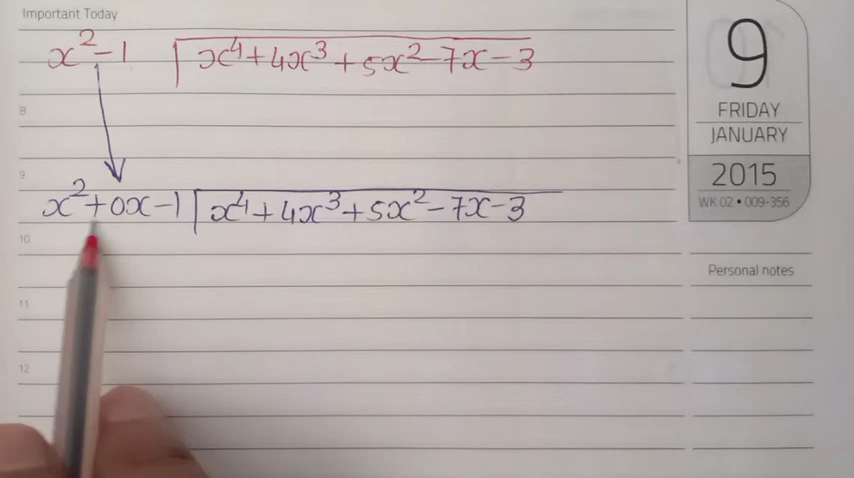 Important Today
x² - 1 | x⁴ + 4x³ + 5x² - 7x - 3
8
9
x² + 0x - 1 | x⁴ + 4x³ + 5x² - 7x - 3
10
11
12
9
FRIDAY
JANUARY
2015
WK 02 • 009-356
Personal notes